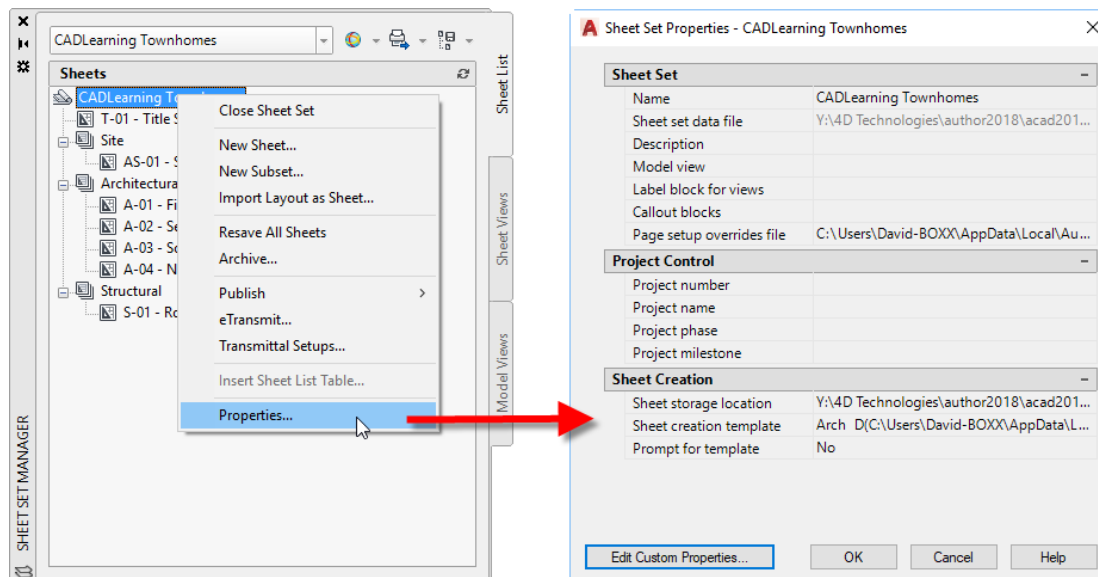 CADLearning Townhomes
Sheets
CADLearning
T-01 - Title
Site
AS-01 -
Architectura
A-01 - Fi
A-02 - Se
A-03 - So
A-04 - N
Structural
S-01 - Ro
Close Sheet Set
New Sheet...
New Subset...
Import Layout as Sheet...
Resave All Sheets
Archive...
Publish
eTransmit...
Transmittal Setups...
Insert Sheet List Table...
Properties...
Sheet List
Sheet Views
Model Views
SHEET SET MANAGER
Sheet Set Properties - CADLearning Townhomes
Sheet Set
Name CADLearning Townhomes
Sheet set data file Y:\4D Technologies\author2018\acad201...
Description
Model view
Label block for views
Callout blocks
Page setup overrides file C:\Users\David-BOXX\AppData\Local\Au...
Project Control
Project number
Project name
Project phase
Project milestone
Sheet Creation
Sheet storage location Y:\4D Technologies\author2018\acad201...
Sheet creation template Arch D(C:\Users\David-BOXX\AppData\L...
Prompt for template No
Edit Custom Properties... OK Cancel Help